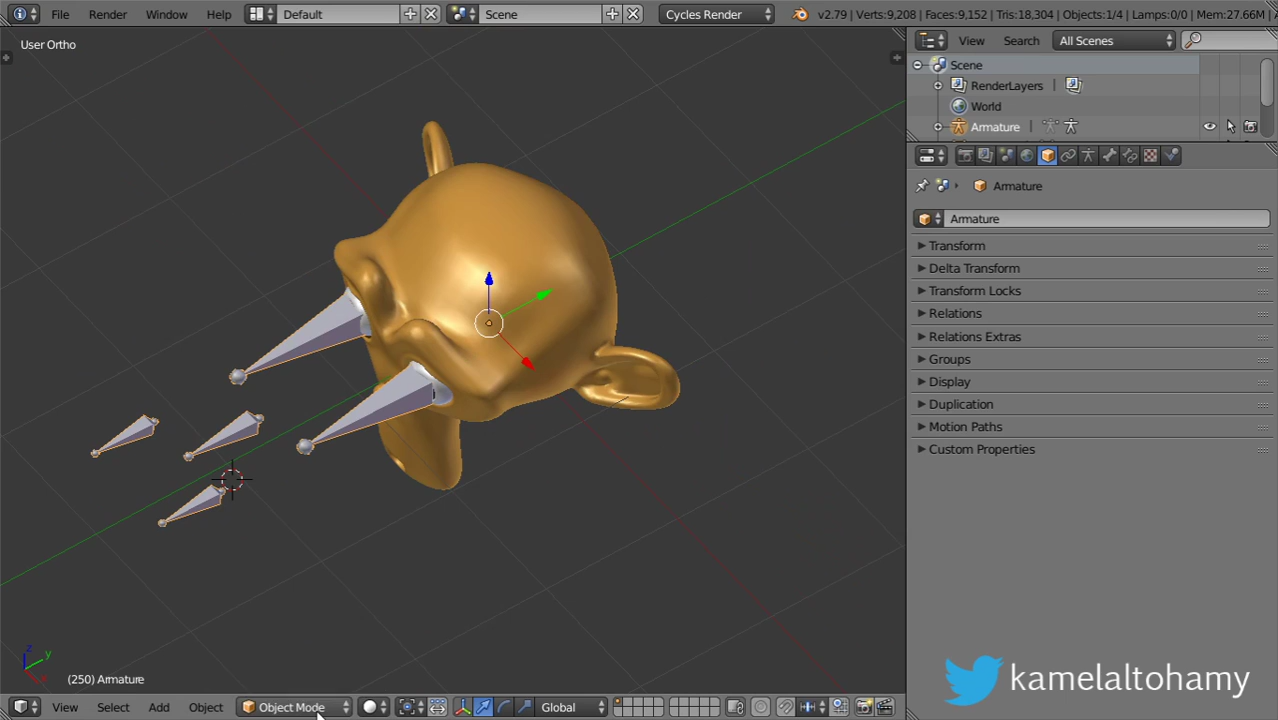 File Render Window Help Default Scene Cycles Render v2.79 | Verts:9,208 | Faces:9,152 | Tris:18,304 | Objects:1/4 | Lamps:0/0 | Mem:27.66M |
User Ortho
View Search All Scenes
Scene
RenderLayers
World
Armature
Armature
Armature
Transform
Delta Transform
Transform Locks
Relations
Relations Extras
Groups
Display
Duplication
Motion Paths
Custom Properties
z
y
(250) Armature
kamelaltohamy
View Select Add Object Object Mode Global